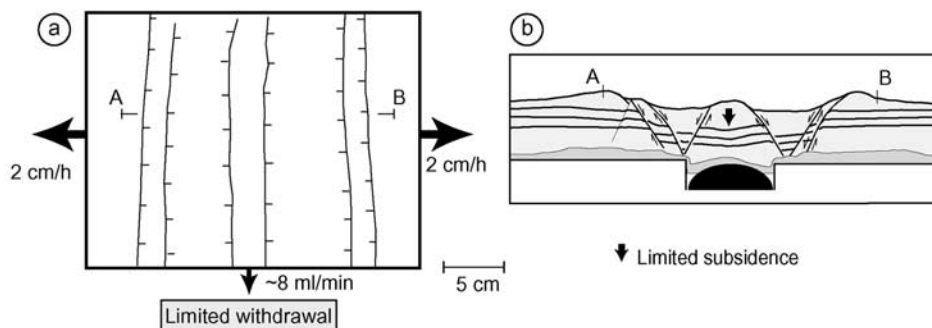 a
A
B
2 cm/h
2 cm/h
~8 ml/min
Limited withdrawal
5 cm
b
A
B
Limited subsidence